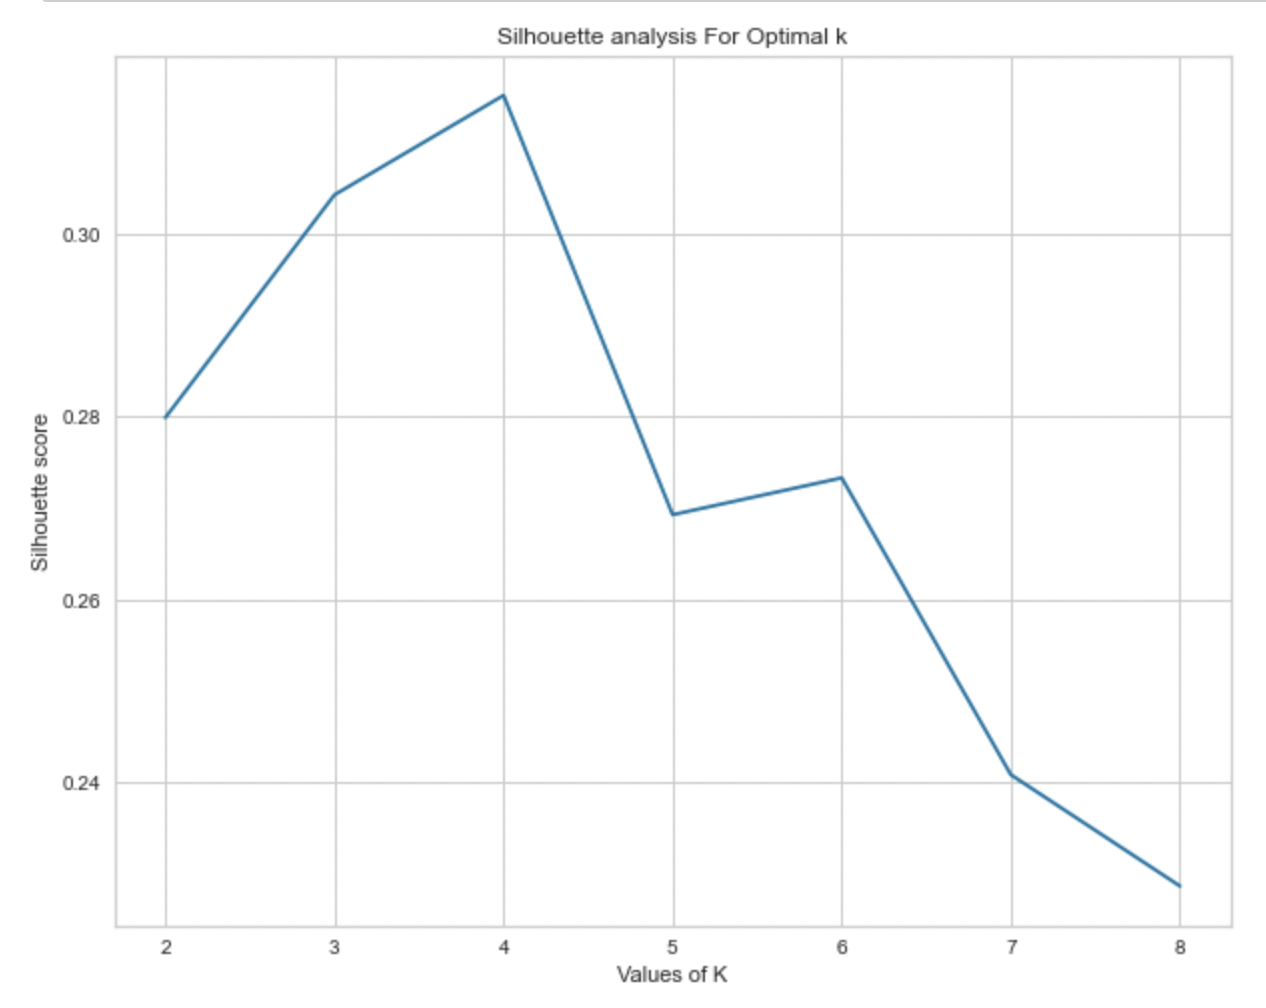 Silhouette analysis For Optimal k
0.30
0.28
0.26
0.24
Silhouette score
2 3 4 5 6 7 8
Values of K